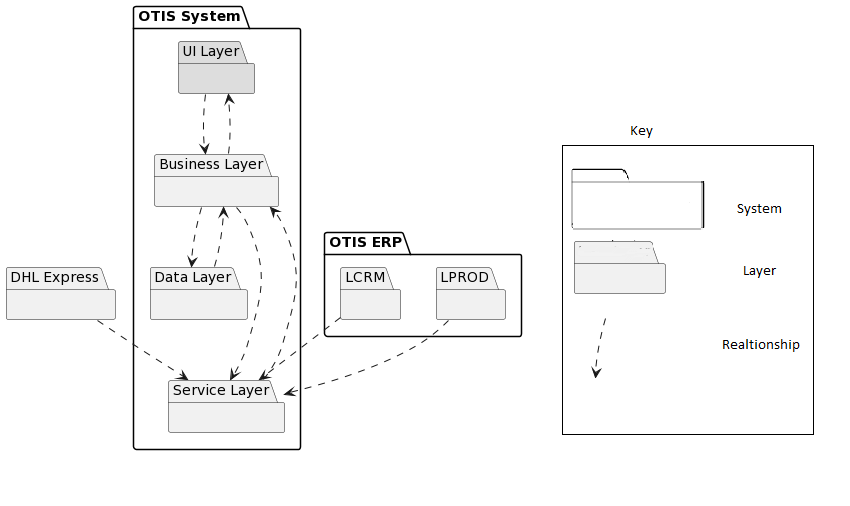 OTIS System
UI Layer
Business Layer
OTIS ERP
DHL Express
Data Layer
LCRM
LPROD
Service Layer
Key
System
Layer
Realtionship